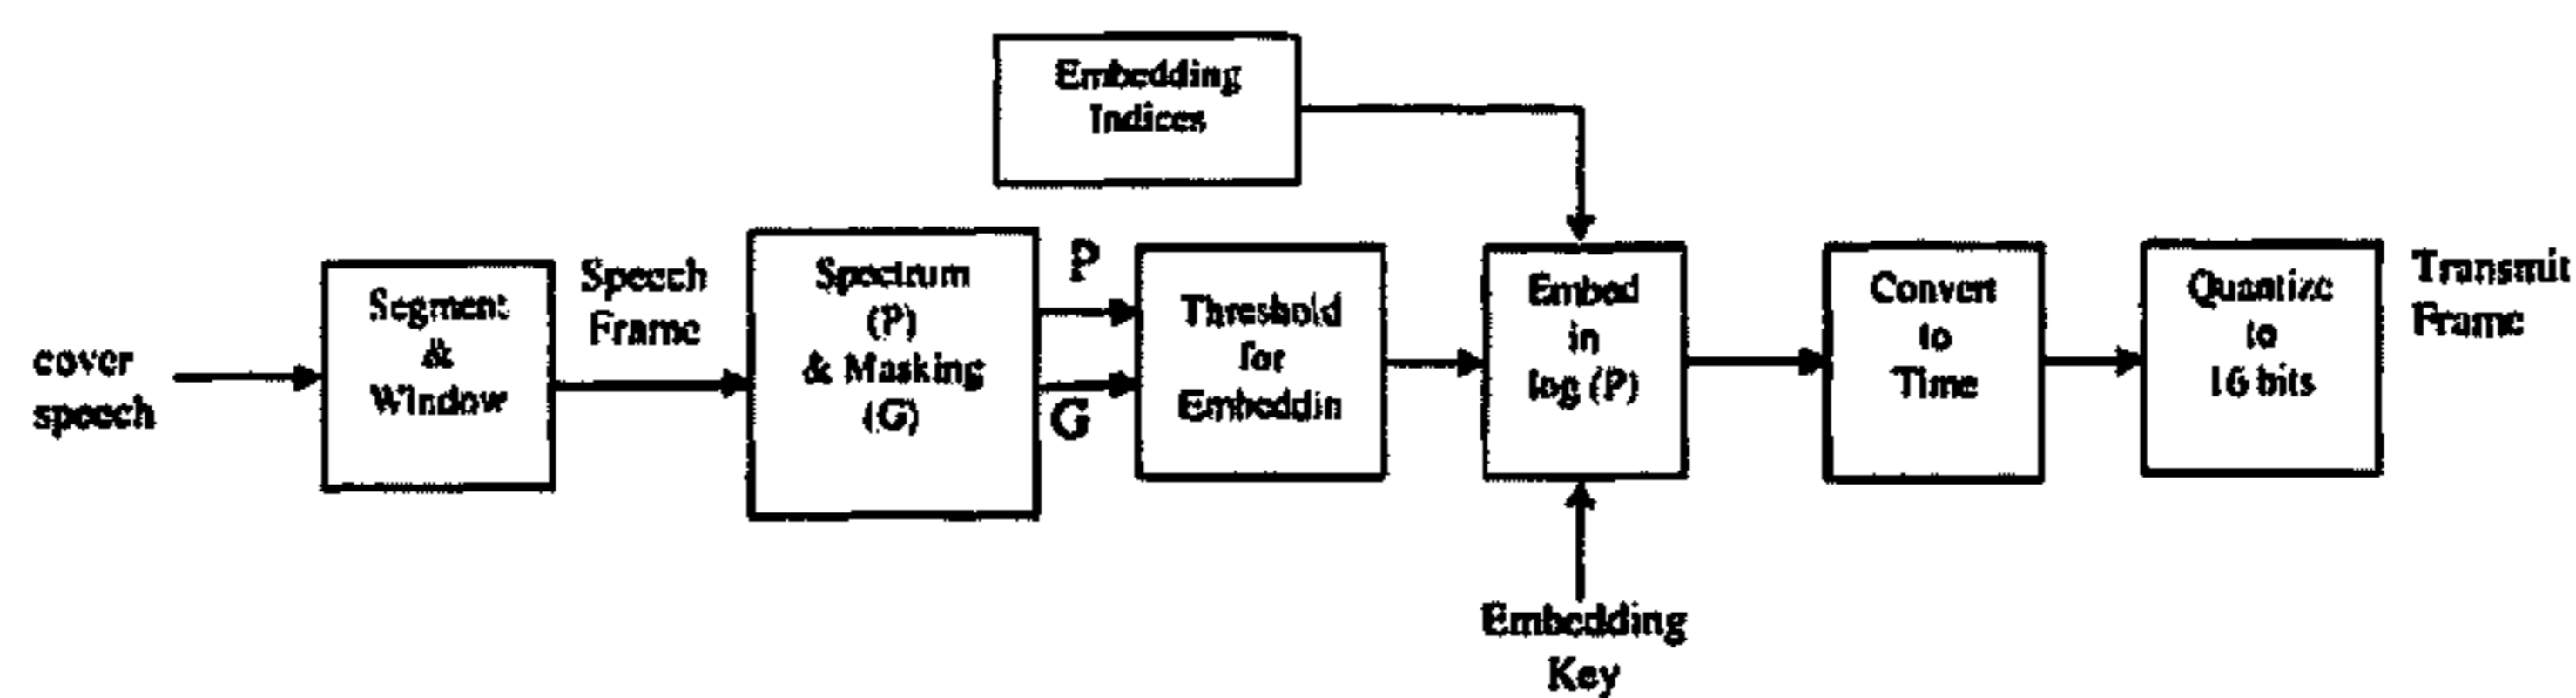 Embedding
Indices
cover
speech
Segment
&
Window
Speech
Frame
Spectrum
(P)
& Masking
(G)
P
G
Threshold
for
Embeddin
Embed
in
log (P)
Embedding
Key
Convert
to
Time
Quantize
to
16 bits
Transmit
Frame